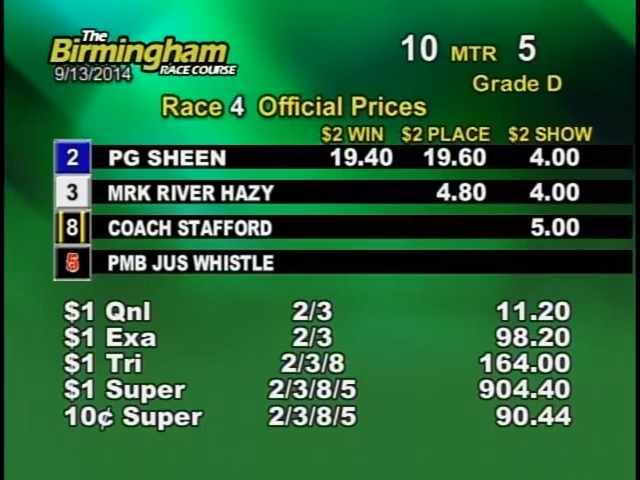 The
Birmingham
RACE COURSE
9/13/2014
10 MTR 5
Grade D
Race 4 Official Prices
$2 WIN $2 PLACE $2 SHOW
2 PG SHEEN 19.40 19.60 4.00
3 MRK RIVER HAZY 4.80 4.00
8 COACH STAFFORD 5.00
5 PMB JUS WHISTLE
$1 Qnl 2/3 11.20
$1 Exa 2/3 98.20
$1 Tri 2/3/8 164.00
$1 Super 2/3/8/5 904.40
10¢ Super 2/3/8/5 90.44